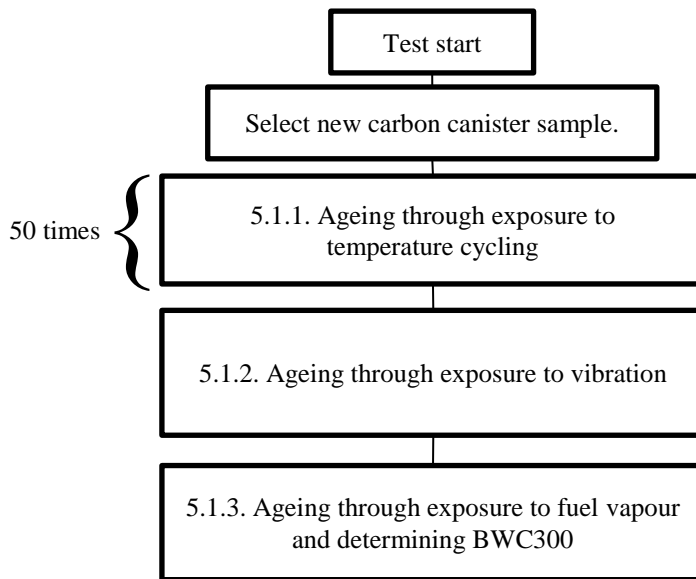 Test start
Select new carbon canister sample.
50 times
5.1.1. Ageing through exposure to
temperature cycling
5.1.2. Ageing through exposure to vibration
5.1.3. Ageing through exposure to fuel vapour
and determining BWC300